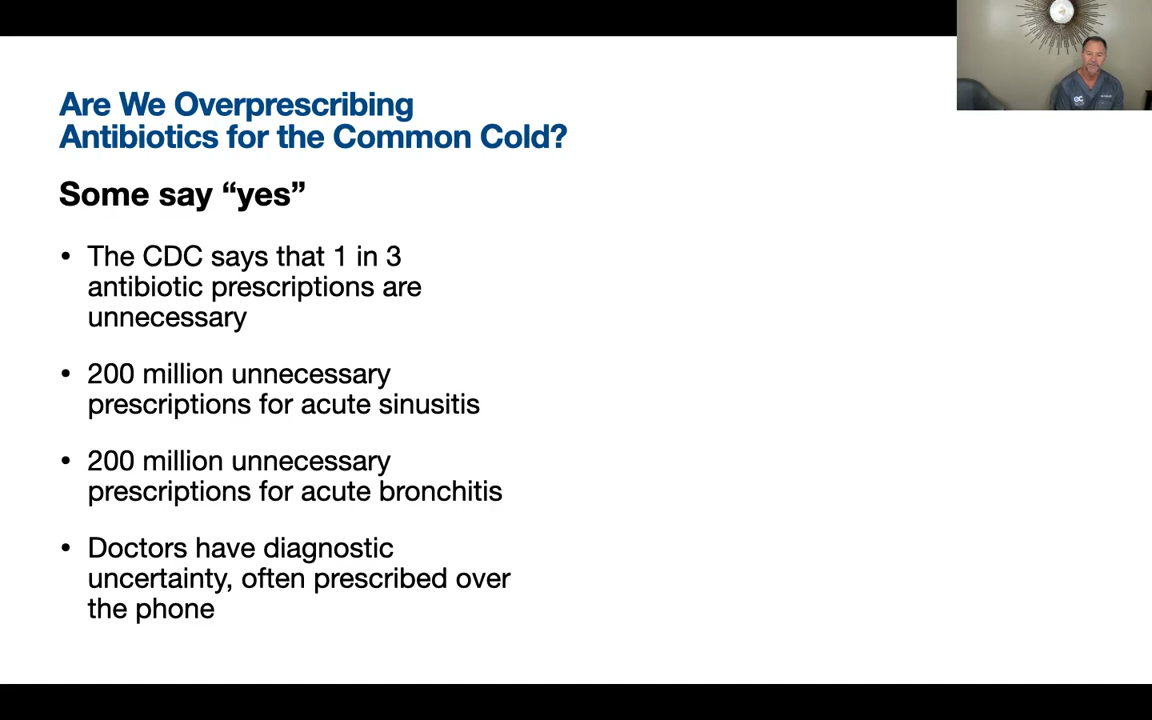 Are We Overprescribing
Antibiotics for the Common Cold?
Some say “yes”
• The CDC says that 1 in 3
antibiotic prescriptions are
unnecessary
• 200 million unnecessary
prescriptions for acute sinusitis
• 200 million unnecessary
prescriptions for acute bronchitis
• Doctors have diagnostic
uncertainty, often prescribed over
the phone